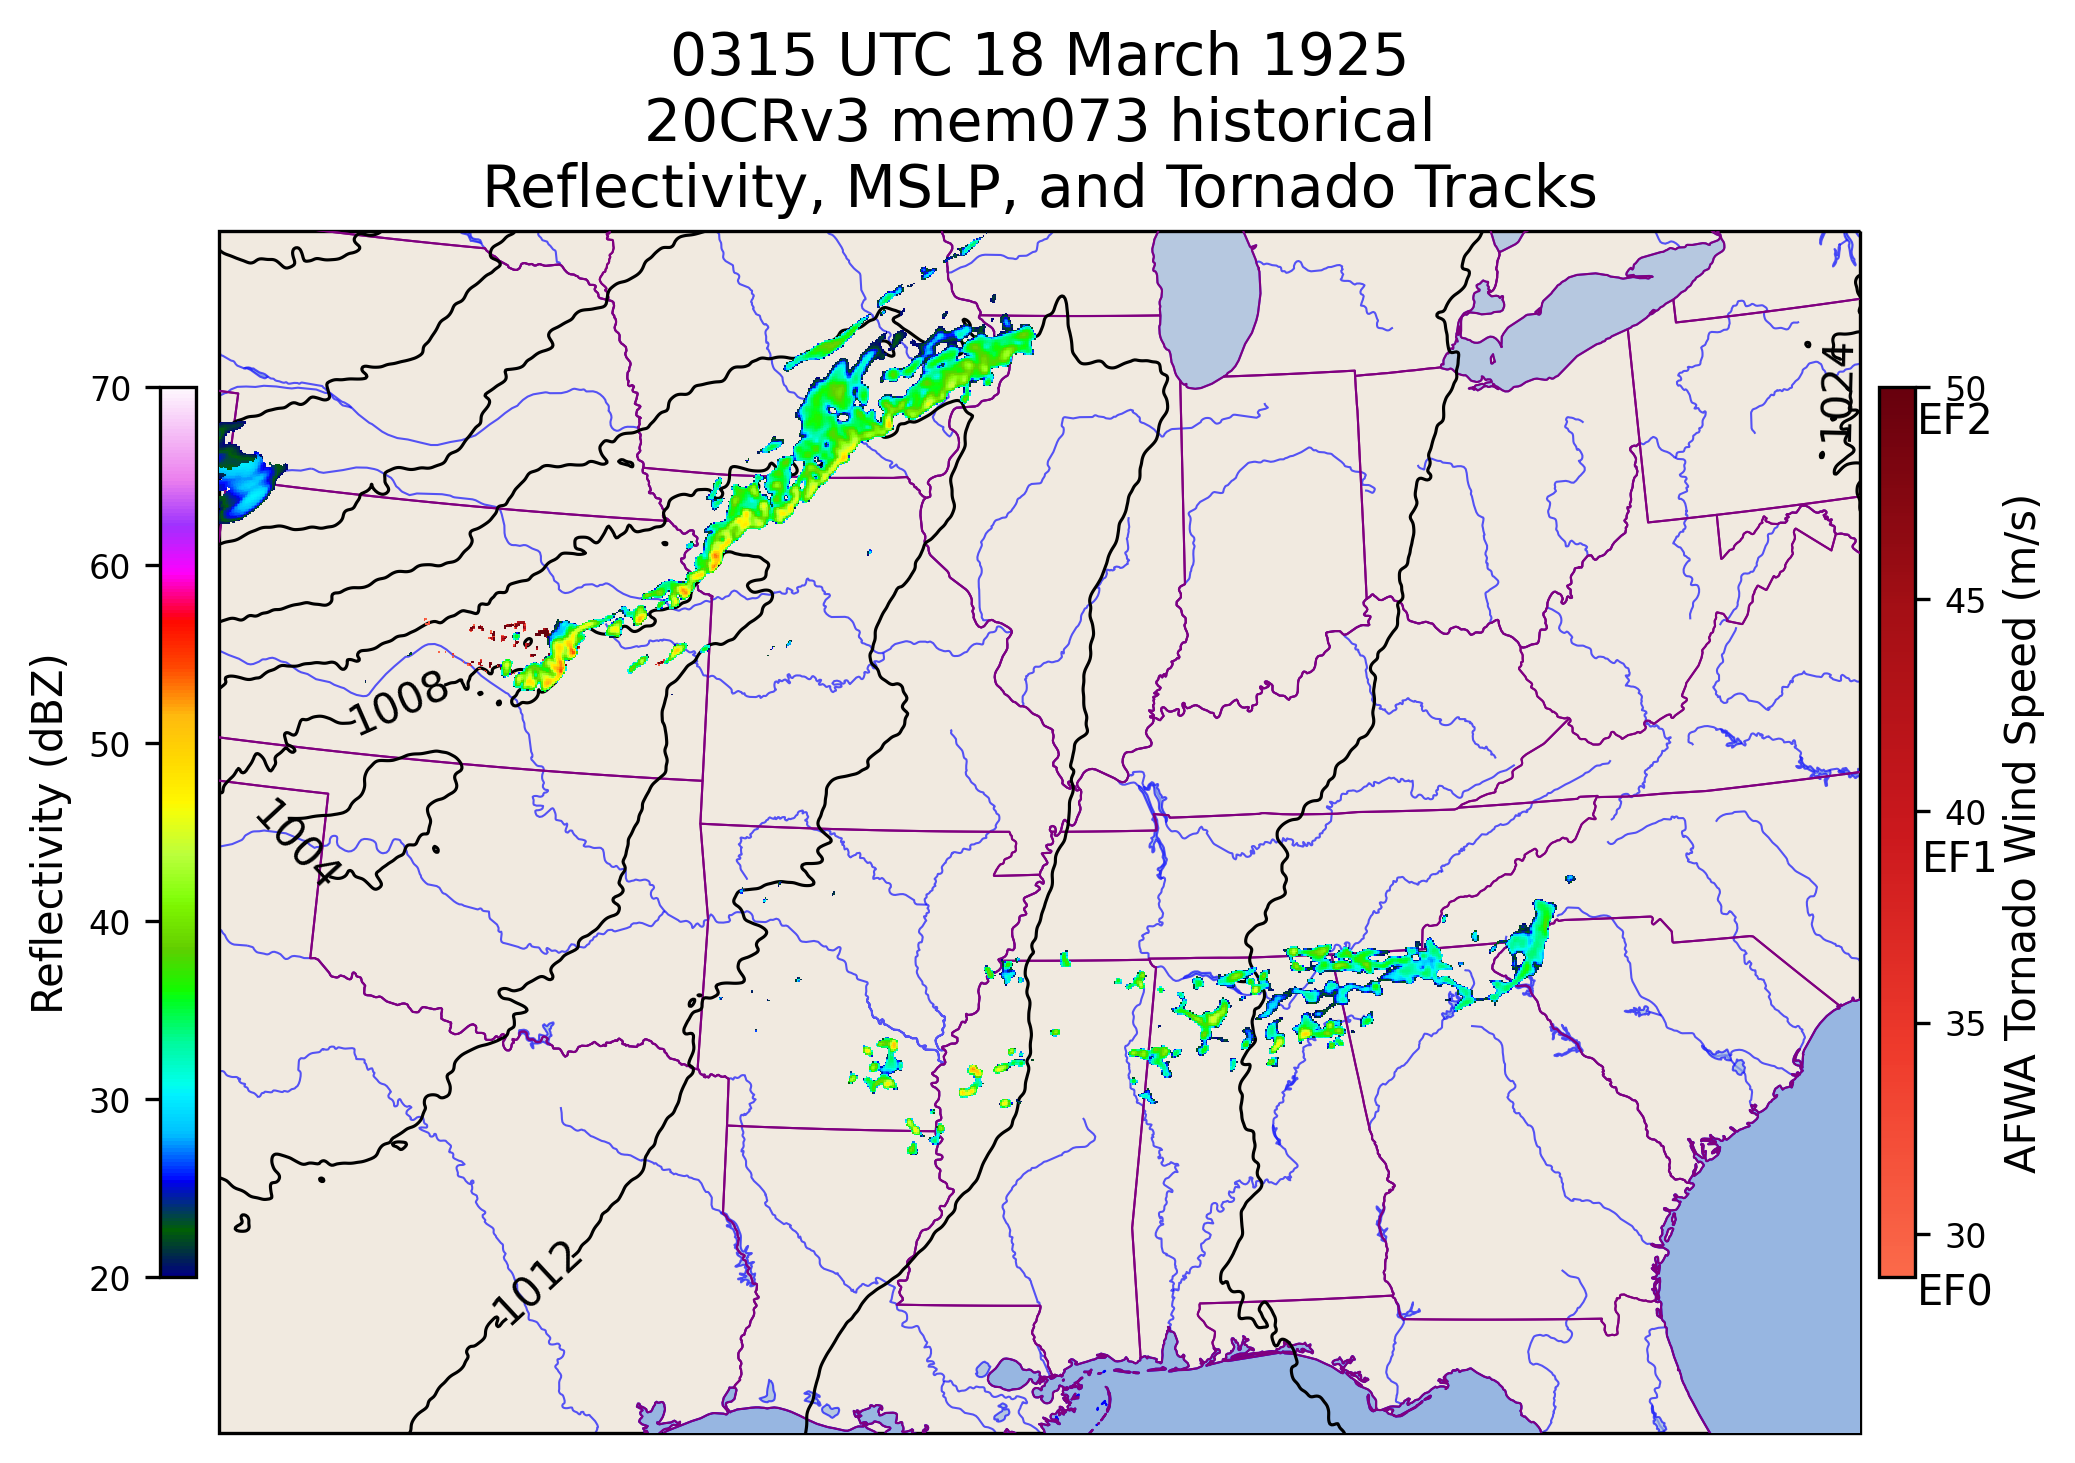 0315 UTC 18 March 1925
20CRv3 mem073 historical
Reflectivity, MSLP, and Tornado Tracks
Reflectivity (dBZ)
70
60
50
40
30
20
1008
1004
1012
1024
50
EF2
45
40
EF1
35
30
EF0
AFWA Tornado Wind Speed (m/s)